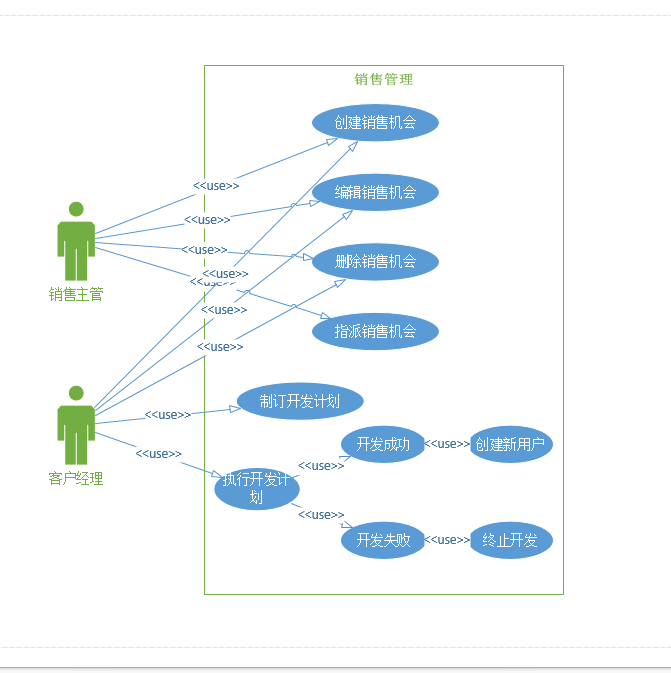 销售管理
创建销售机会
<<use>>
编辑销售机会
<<use>>
<<use>>
删除销售机会
<<use>>
<<use>>
销售主管
<<use>>
指派销售机会
<<use>>
制订开发计划
<<use>>
开发成功
<<use>>
创建新用户
<<use>>
<<use>>
客户经理
执行开发计
划
<<use>>
开发失败
<<use>>
终止开发